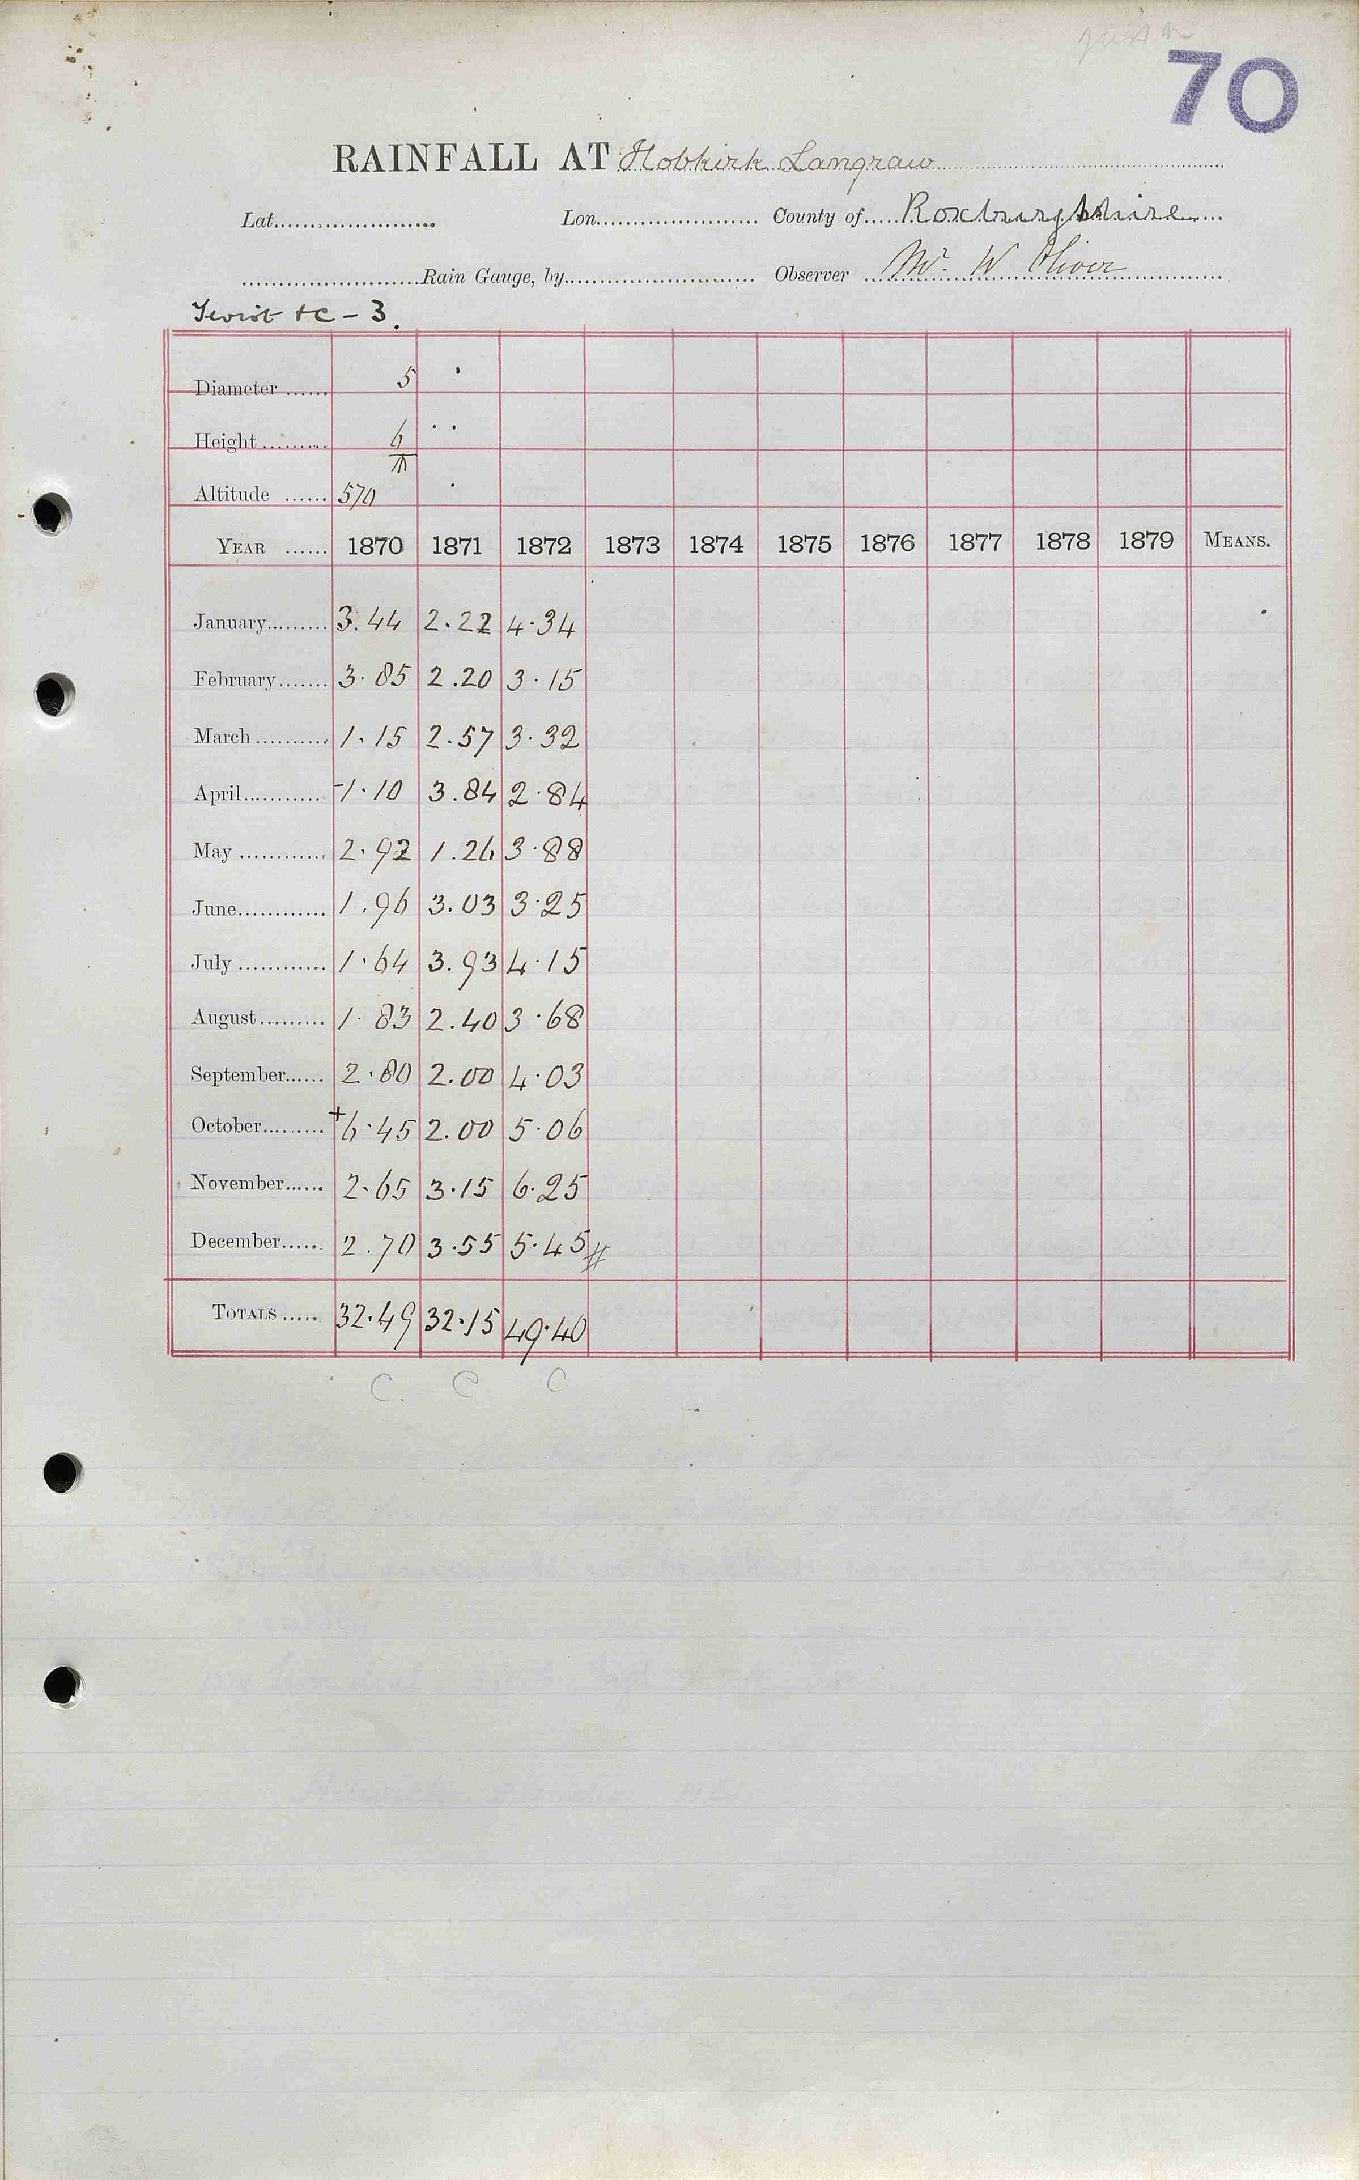 70
RAINFALL AT Hobkirk Langraw
Lat. Lon. County of Roxburghshire
Rain Gauge, by Observer Mr. W Oliver
Teviot &c - 3.
Diameter 5
Height 6
Altitude 570
YEAR 1870 1871 1872 1873 1874 1875 1876 1877 1878 1879 MEANS.
January 3.44 2.22 4.34
February 3.85 2.20 3.15
March 1.15 2.57 3.32
April -1.10 3.84 2.84
May 2.92 1.26 3.88
June 1.96 3.03 3.25
July 1.64 3.93 4.15
August 1.83 2.40 3.68
September 2.80 2.00 4.03
October +6.45 2.00 5.06
November 2.65 3.15 6.25
December 2.70 3.55 5.45 #
TOTALS 32.49 32.15 49.40
C C C